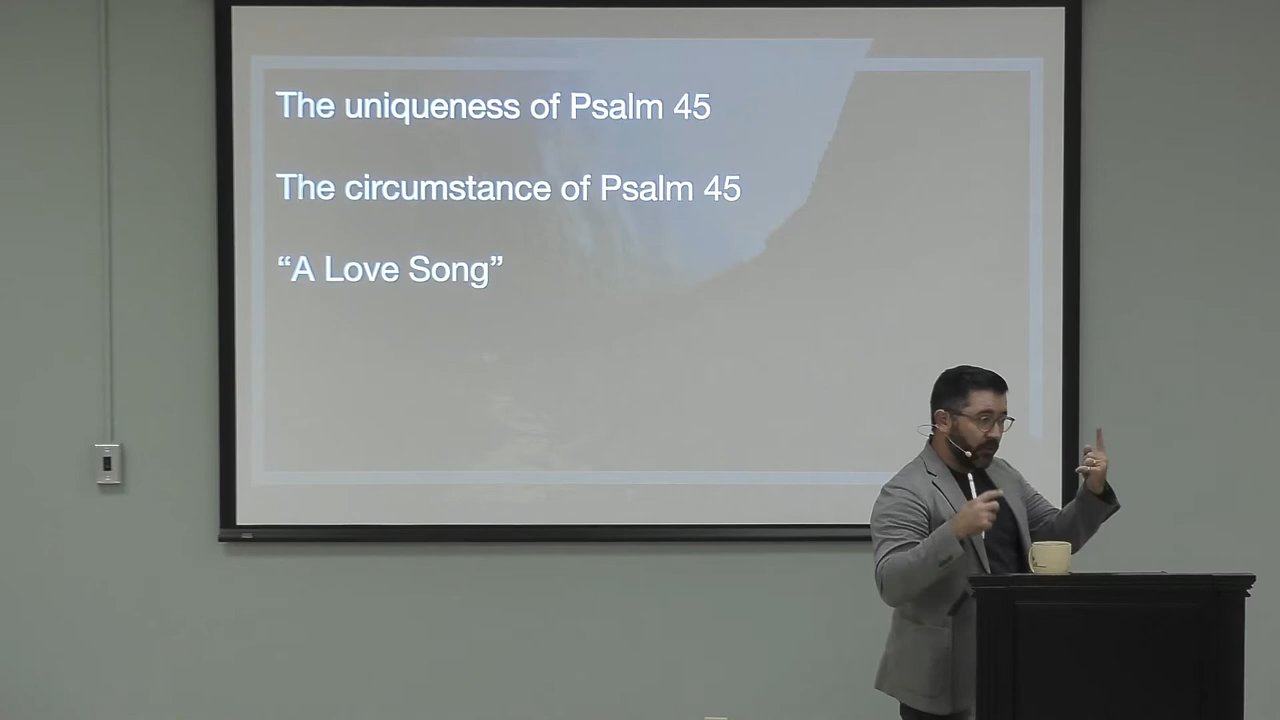 The uniqueness of Psalm 45
The circumstance of Psalm 45
“A Love Song”